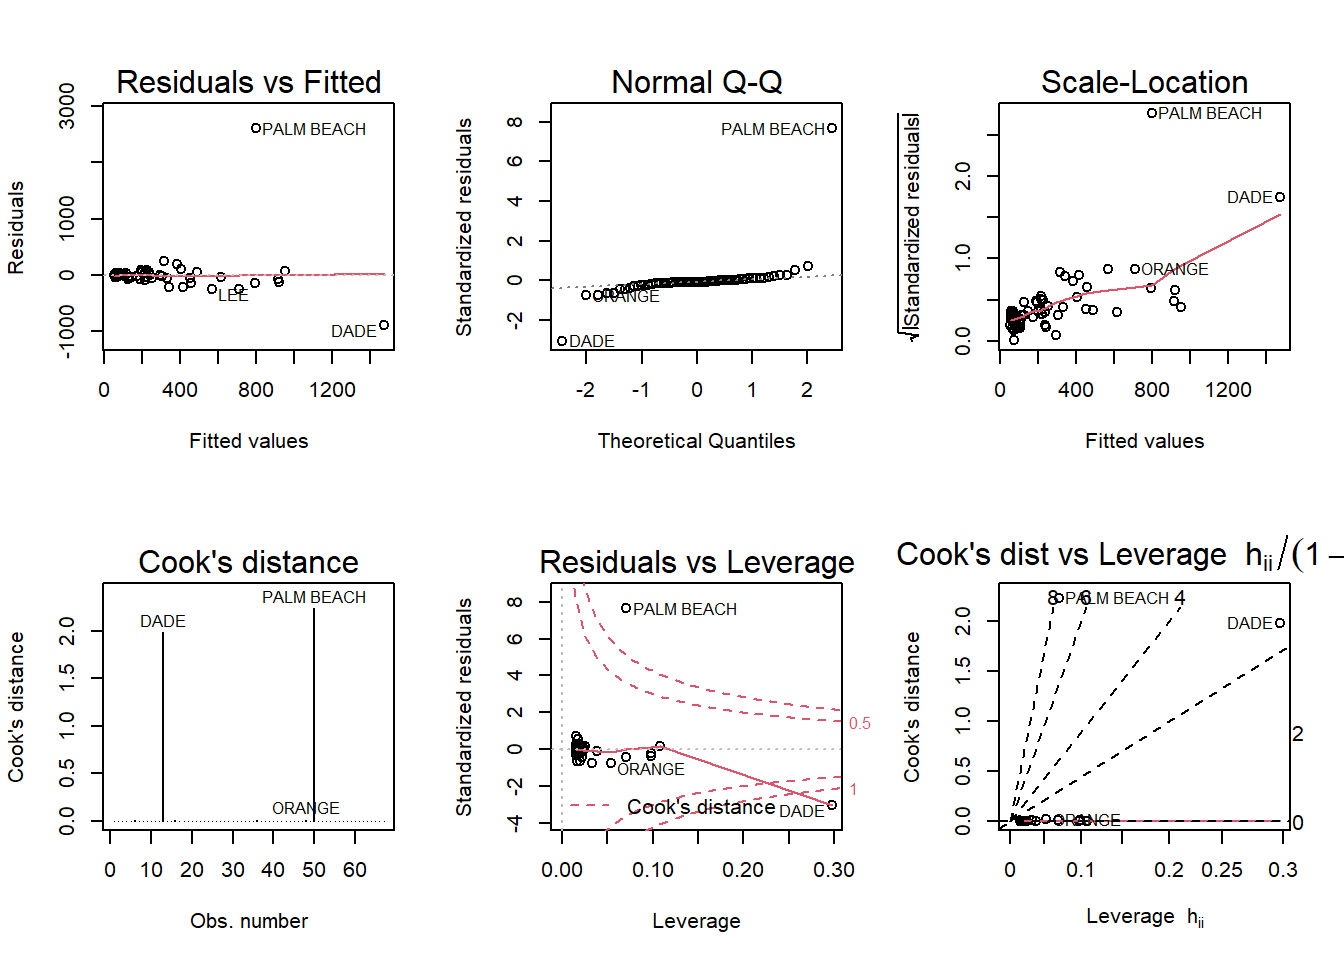 Residuals vs Fitted
Residuals
3000
1000
0
-1000
PALM BEACH
LEE
DADE
0 400 800 1200
Fitted values
Normal Q-Q
Standardized residuals
8
6
4
2
0
-2
PALM BEACH
ORANGE
DADE
-2 -1 0 1 2
Theoretical Quantiles
Scale-Location
√|Standardized residuals|
2.0
1.0
0.0
PALM BEACH
DADE
ORANGE
0 400 800 1200
Fitted values
Cook's distance
Cook's distance
2.0
1.5
1.0
0.5
0.0
PALM BEACH
DADE
ORANGE
0 10 20 30 40 50 60
Obs. number
Residuals vs Leverage
Standardized residuals
8
6
4
2
0
-2
-4
PALM BEACH
0.5
ORANGE
1
Cook's distance
DADE
0.00 0.10 0.20 0.30
Leverage
Cook's dist vs Leverage hii/(1 −
Cook's distance
2.0
1.5
1.0
0.5
0.0
8 PALM BEACH 6 4
DADE
2
ORANGE
0
0 0.1 0.2 0.25 0.3
Leverage hii